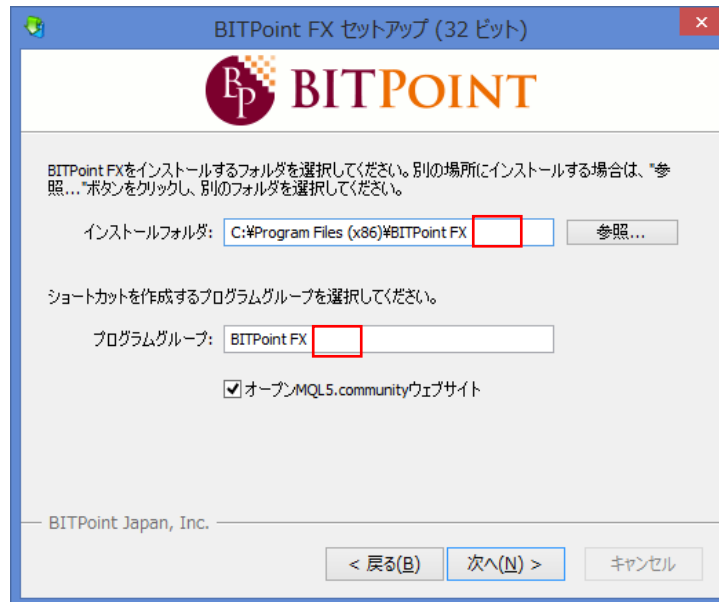 BITPoint FX セットアップ (32 ビット)
BP BITPOINT
BITPoint FXをインストールするフォルダを選択してください。別の場所にインストールする場合は、"参
照..."ボタンをクリックし、別のフォルダを選択してください。
インストールフォルダ: C:¥Program Files (x86)¥BITPoint FX 参照...
ショートカットを作成するプログラムグループを選択してください。
プログラムグループ: BITPoint FX
オープンMQL5.communityウェブサイト
BITPoint Japan, Inc.
< 戻る(B) 次へ(N) > キャンセル